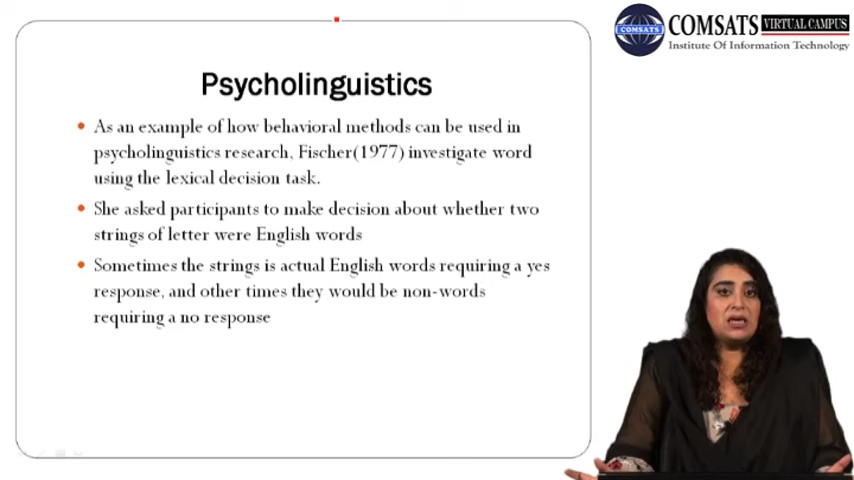 COMSATS VIRTUAL CAMPUS
COMSATS
Institute Of Information Technology
Psycholinguistics
As an example of how behavioral methods can be used in
psycholinguistics research, Fischer(1977) investigate word
using the lexical decision task.
She asked participants to make decision about whether two
strings of letter were English words
Sometimes the strings is actual English words requiring a yes
response, and other times they would be non-words
requiring a no response